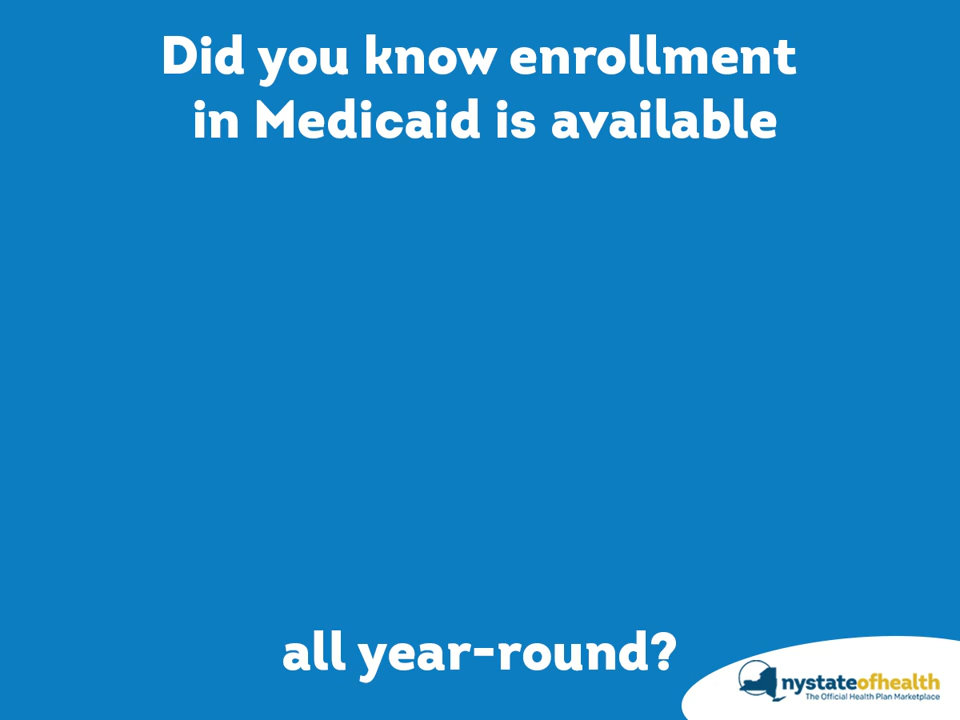 Did you know enrollment
in Medicaid is available
all year-round?
nystateofhealth
The Official Health Plan Marketplace